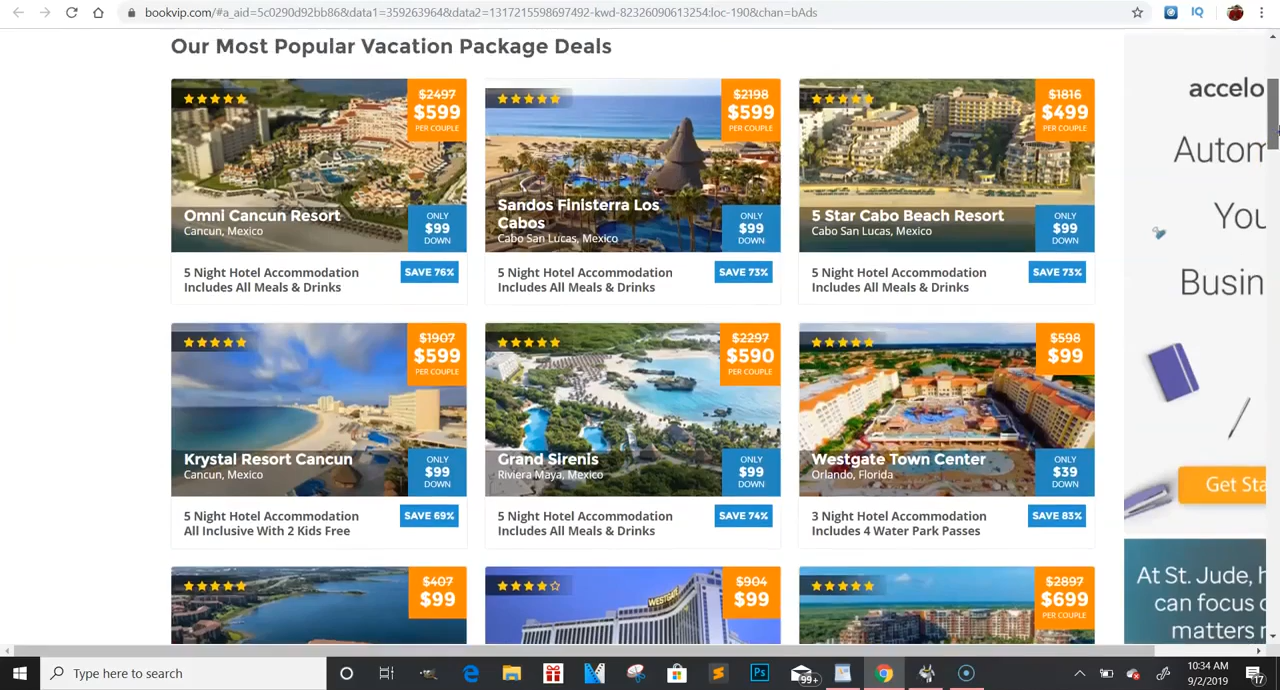 bookvip.com/#a_aid=5c0290d92bb86&data1=359263964&data2=1317215598697492-kwd-82326090613254:loc-190&chan=bAds
IQ
Our Most Popular Vacation Package Deals
$2497
$599
PER COUPLE
Omni Cancun Resort
Cancun, Mexico
ONLY
$99
DOWN
5 Night Hotel Accommodation
Includes All Meals & Drinks
SAVE 76%
$2198
$599
PER COUPLE
Sandos Finisterra Los
Cabos
Cabo San Lucas, Mexico
ONLY
$99
DOWN
5 Night Hotel Accommodation
Includes All Meals & Drinks
SAVE 73%
$1816
$499
PER COUPLE
5 Star Cabo Beach Resort
Cabo San Lucas, Mexico
ONLY
$99
DOWN
5 Night Hotel Accommodation
Includes All Meals & Drinks
SAVE 73%
$1907
$599
PER COUPLE
Krystal Resort Cancun
Cancun, Mexico
ONLY
$99
DOWN
5 Night Hotel Accommodation
All Inclusive With 2 Kids Free
SAVE 69%
$2297
$590
PER COUPLE
Grand Sirenis
Riviera Maya, Mexico
ONLY
$99
DOWN
5 Night Hotel Accommodation
Includes All Meals & Drinks
SAVE 74%
$598
$99
Westgate Town Center
Orlando, Florida
ONLY
$39
DOWN
3 Night Hotel Accommodation
Includes 4 Water Park Passes
SAVE 83%
$407
$99
WESTGATE
$904
$99
$2897
$699
PER COUPLE
accelo
Autom
You
Busin
Get Sta
At St. Jude, h
can focus o
matters m
Type here to search
Ps
99+
10:34 AM
9/2/2019
17